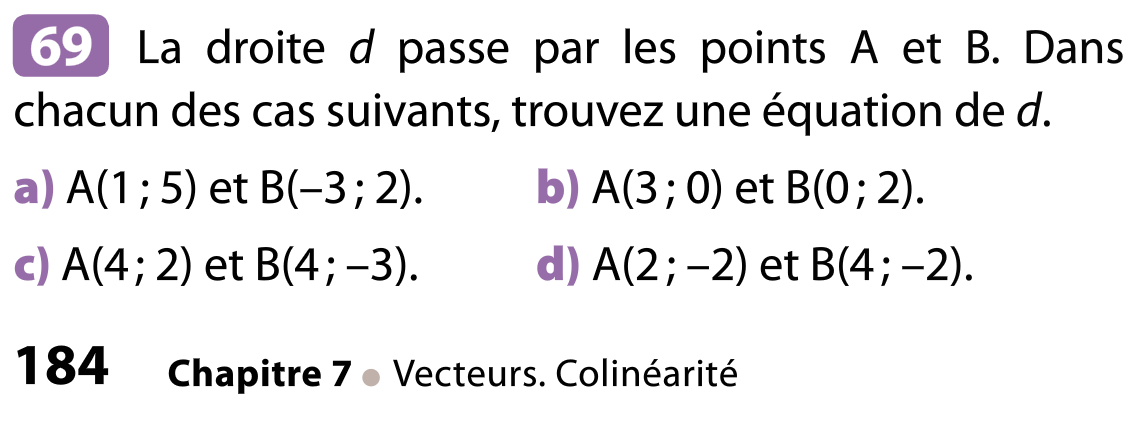 69 La droite d passe par les points A et B. Dans
chacun des cas suivants, trouvez une équation de d.
a) A(1 ; 5) et B(–3 ; 2). b) A(3 ; 0) et B(0 ; 2).
c) A(4 ; 2) et B(4 ; –3). d) A(2 ; –2) et B(4 ; –2).
184 Chapitre 7 ● Vecteurs. Colinéarité